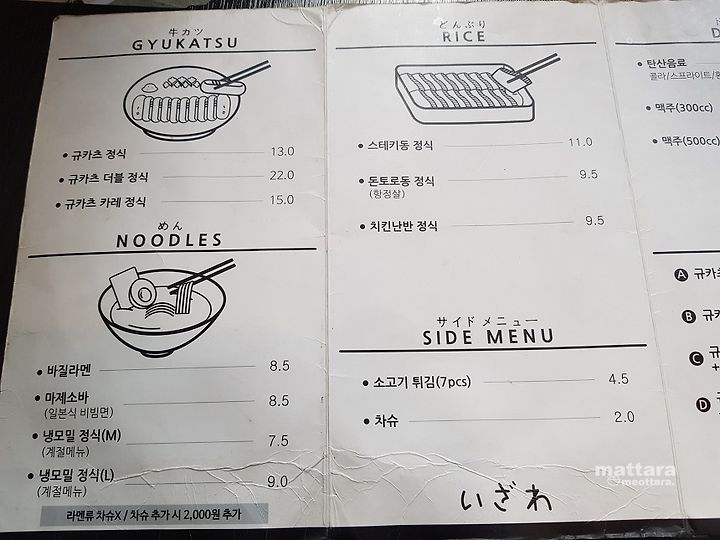 牛カツ
GYUKATSU
• 규카츠 정식 13.0
• 규카츠 더블 정식 22.0
• 규카츠 카레 정식 15.0
めん
NOODLES
• 바질라멘 8.5
• 마제소바 8.5
(일본식 비빔면)
• 냉모밀 정식(M) 7.5
(계절메뉴)
• 냉모밀 정식(L) 9.0
(계절메뉴)
라멘류 차슈X / 차슈 추가 시 2,000원 추가
どんぶり
RICE
• 스테키동 정식 11.0
• 돈토로동 정식 9.5
(항정살)
• 치킨난반 정식 9.5
サイドメニュー
SIDE MENU
• 소고기 튀김(7pcs) 4.5
• 차슈 2.0
いざわ
D
• 탄산음료
콜라/스프라이트/
• 맥주(300cc)
• 맥주(500cc)
A 규카
B 규카
C 규
+
D
mattara
meottara.